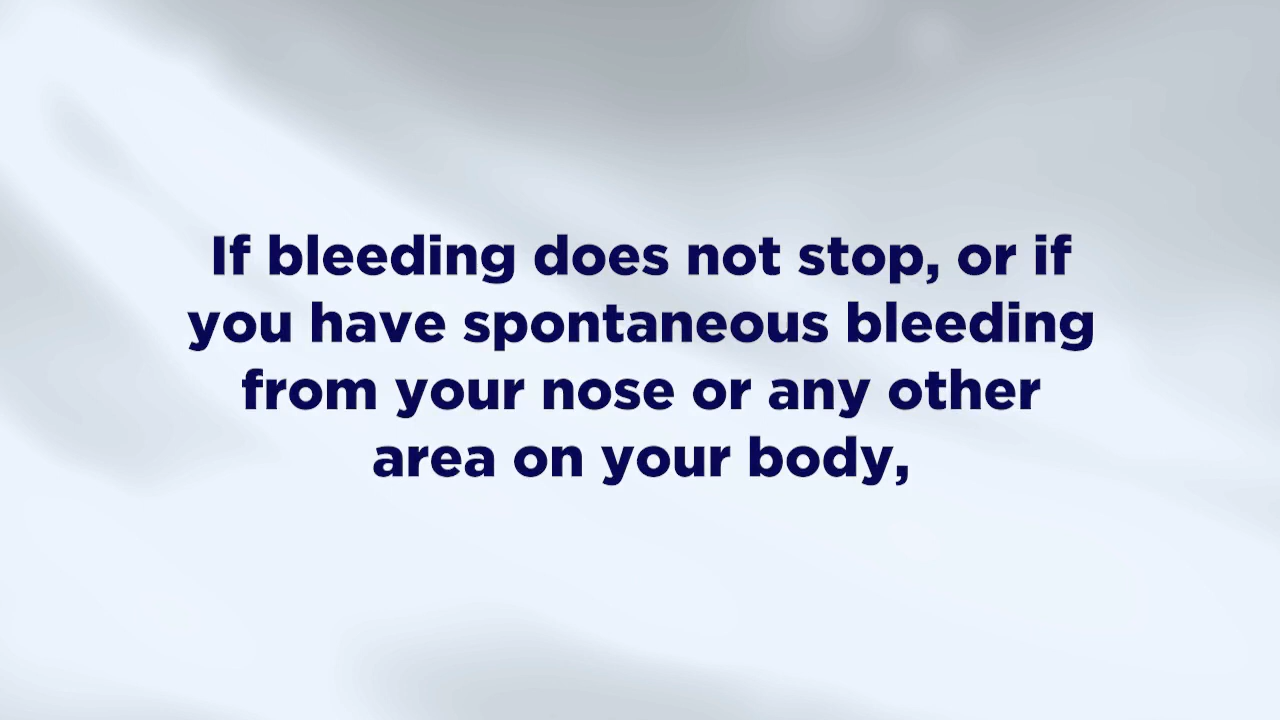 If bleeding does not stop, or if
you have spontaneous bleeding
from your nose or any other
area on your body,